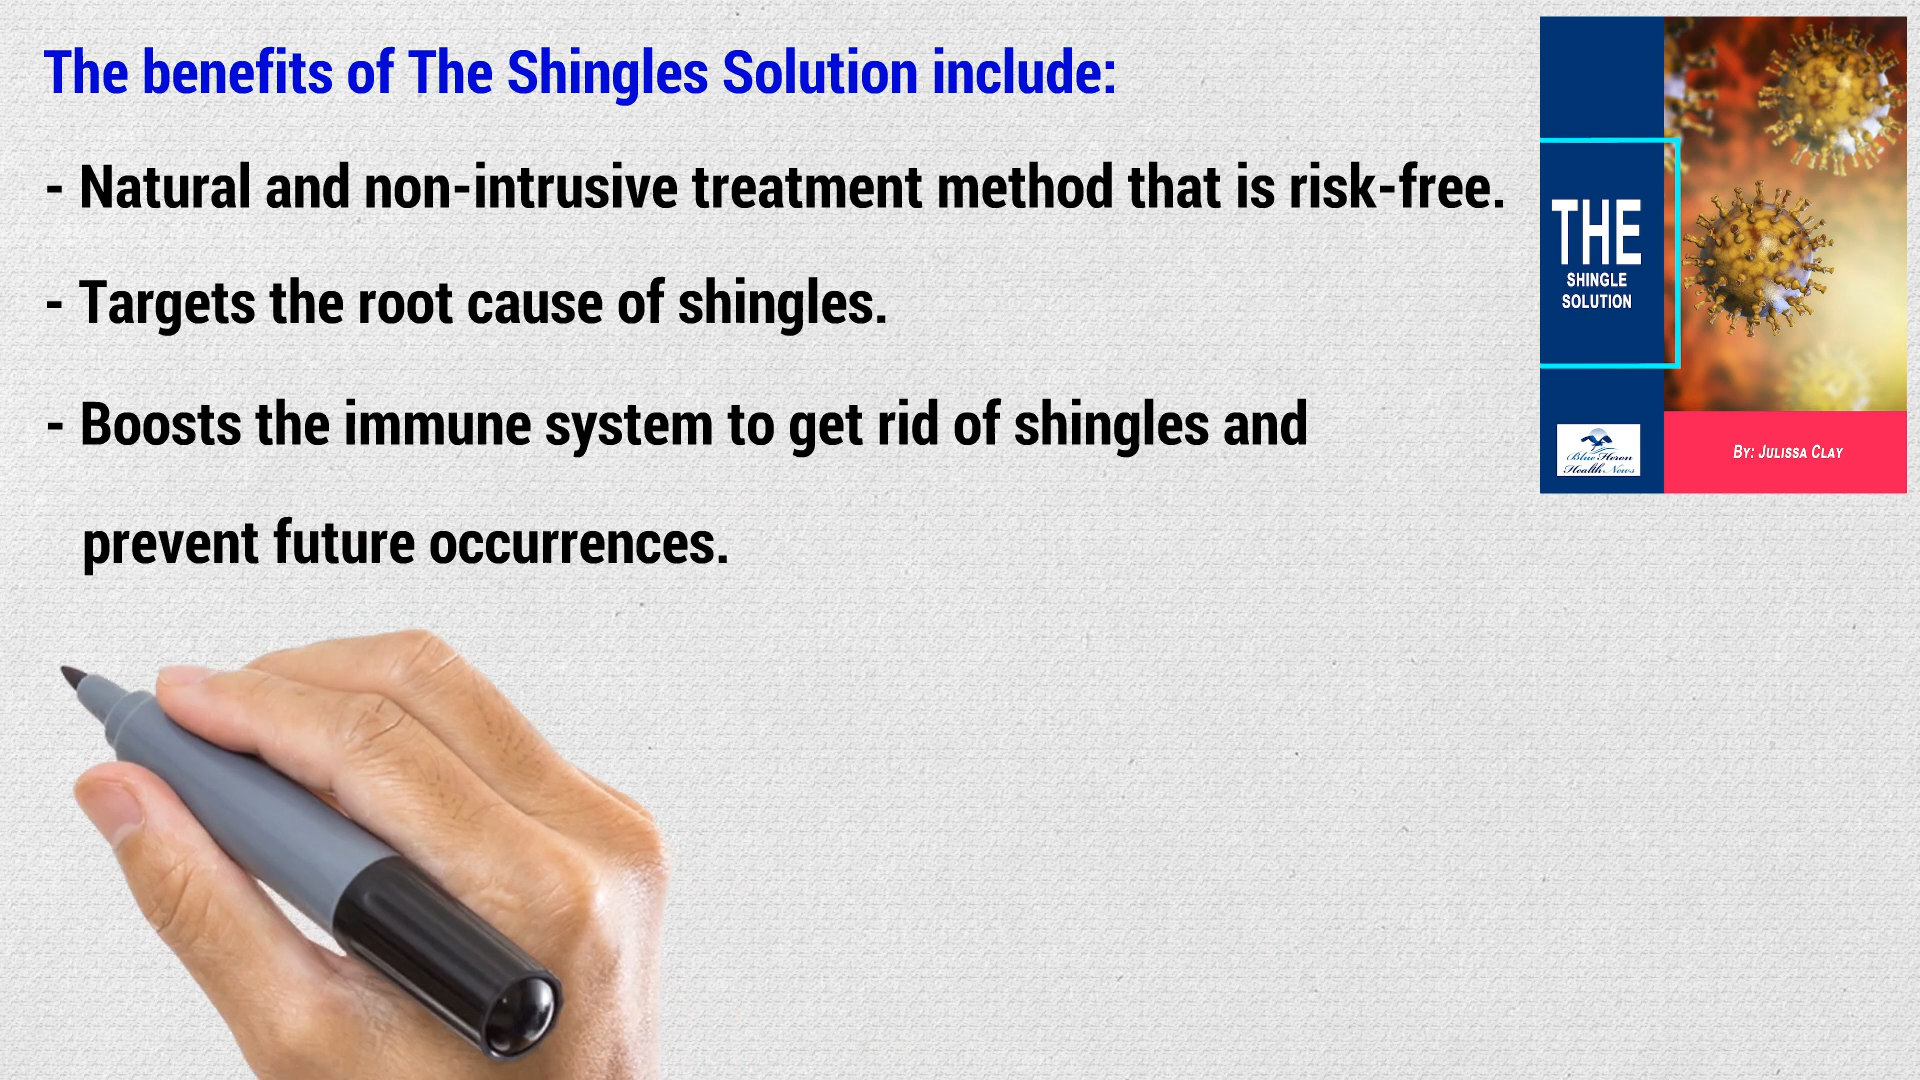 The benefits of The Shingles Solution include:
- Natural and non-intrusive treatment method that is risk-free.
- Targets the root cause of shingles.
- Boosts the immune system to get rid of shingles and
prevent future occurrences.
THE
SHINGLE
SOLUTION
Blue Heron
Health News
By: Julissa Clay